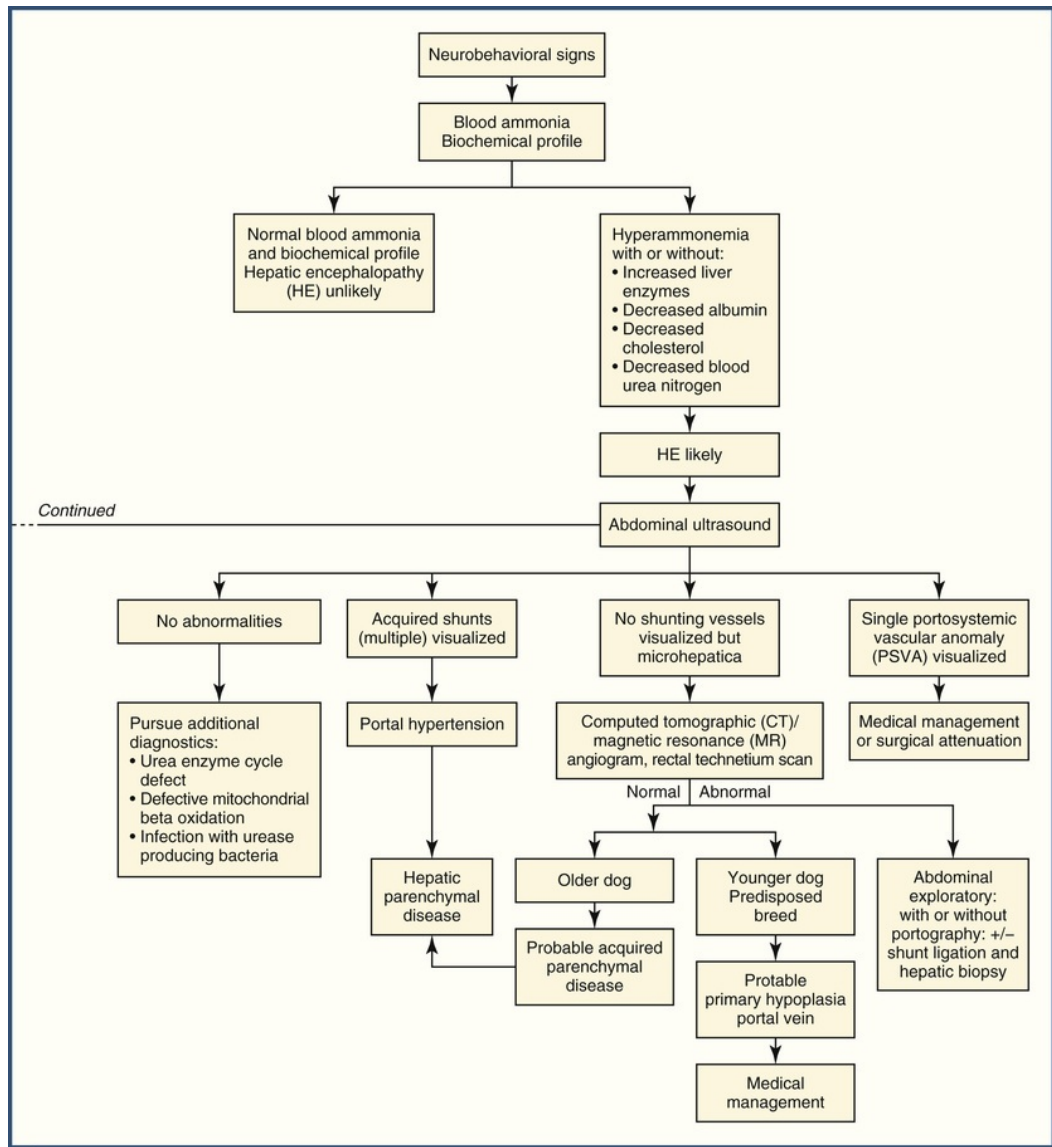 Neurobehavioral signs
Blood ammonia
Biochemical profile
Normal blood ammonia
and biochemical profile
Hepatic encephalopathy
(HE) unlikely
Hyperammonemia
with or without:
• Increased liver
enzymes
• Decreased albumin
• Decreased
cholesterol
• Decreased blood
urea nitrogen
HE likely
Continued
Abdominal ultrasound
No abnormalities
Acquired shunts
(multiple) visualized
No shunting vessels
visualized but
microhepatica
Single portosystemic
vascular anomaly
(PSVA) visualized
Pursue additional
diagnostics:
• Urea enzyme cycle
defect
• Defective mitochondrial
beta oxidation
• Infection with urease
producing bacteria
Portal hypertension
Computed tomographic (CT)/
magnetic resonance (MR)
angiogram, rectal technetium scan
Medical management
or surgical attenuation
Normal
Abnormal
Hepatic
parenchymal
disease
Older dog
Younger dog
Predisposed
breed
Abdominal
exploratory:
with or without
portography: +/−
shunt ligation and
hepatic biopsy
Probable acquired
parenchymal
disease
Protable
primary hypoplasia
portal vein
Medical
management